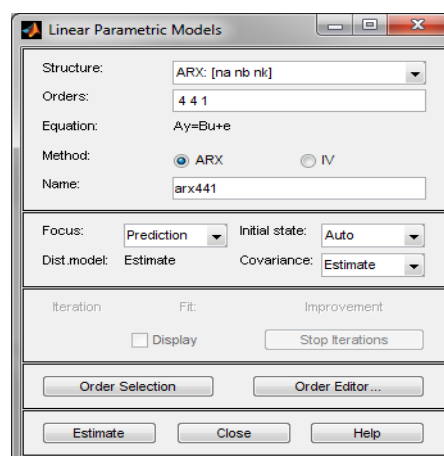 Linear Parametric Models
Structure: ARX: [na nb nk]
Orders: 4 4 1
Equation: Ay=Bu+e
Method: ARX IV
Name: arx441
Focus: Prediction Initial state: Auto
Dist.model: Estimate Covariance: Estimate
Iteration Fit: Improvement
Display Stop Iterations
Order Selection Order Editor...
Estimate Close Help